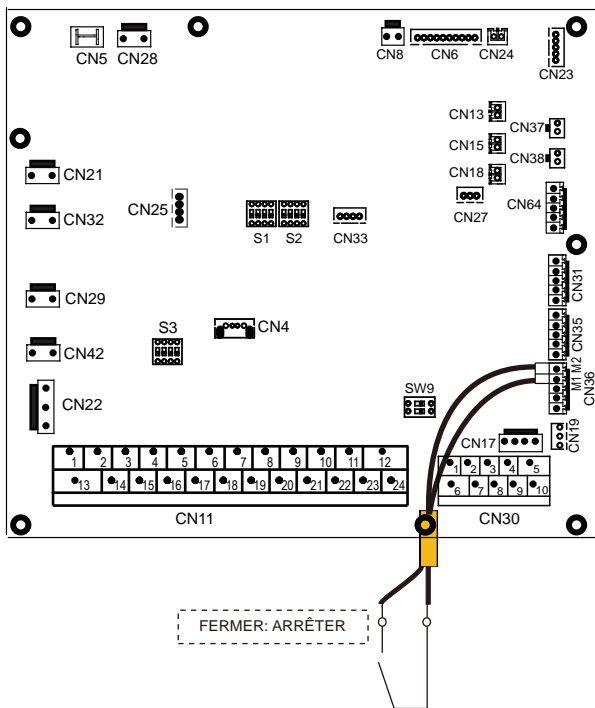 CN5
CN28
CN8
CN6
CN24
CN23
CN13
CN15
CN18
CN37
CN38
CN27
CN64
CN21
CN32
CN25
S1
S2
CN33
CN31
CN29
CN42
CN22
S3
CN4
CN35
M1 M2
CN36
SW9
CN17
CN19
1 2 3 4 5 6 7 8 9 10 11 12
13 14 15 16 17 18 19 20 21 22 23 24
CN11
1 2 3 4 5
6 7 8 9 10
CN30
FERMER: ARRÊTER